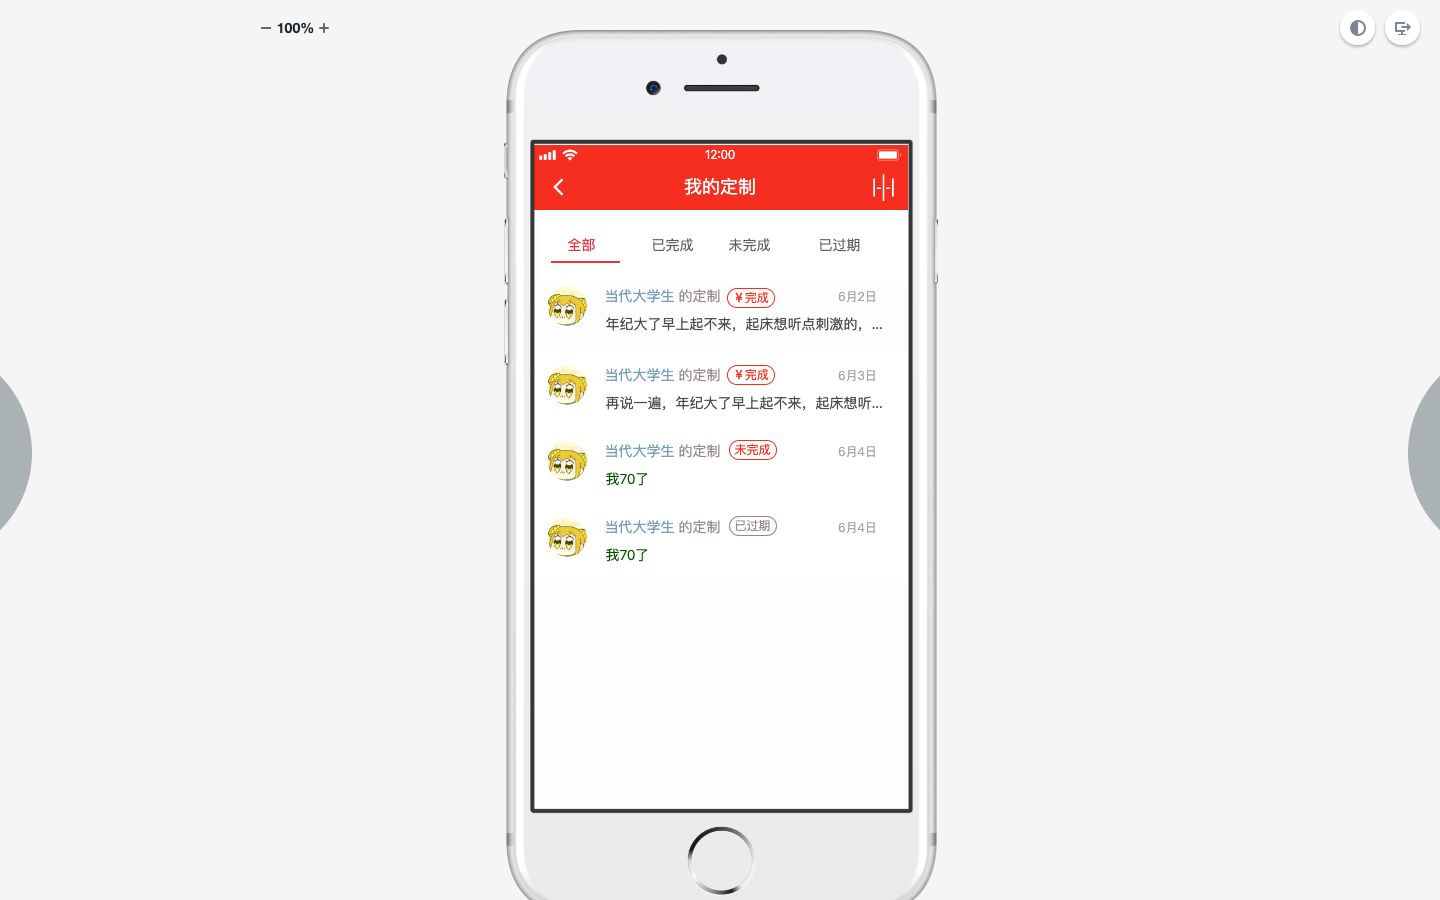 100%
12:00
我的定制
全部 已完成 未完成 已过期
当代大学生 的定制 ¥完成 6月2日
年纪大了早上起不来，起床想听点刺激的，...
当代大学生 的定制 ¥完成 6月3日
再说一遍，年纪大了早上起不来，起床想听...
当代大学生 的定制 未完成 6月4日
我70了
当代大学生 的定制 已过期 6月4日
我70了